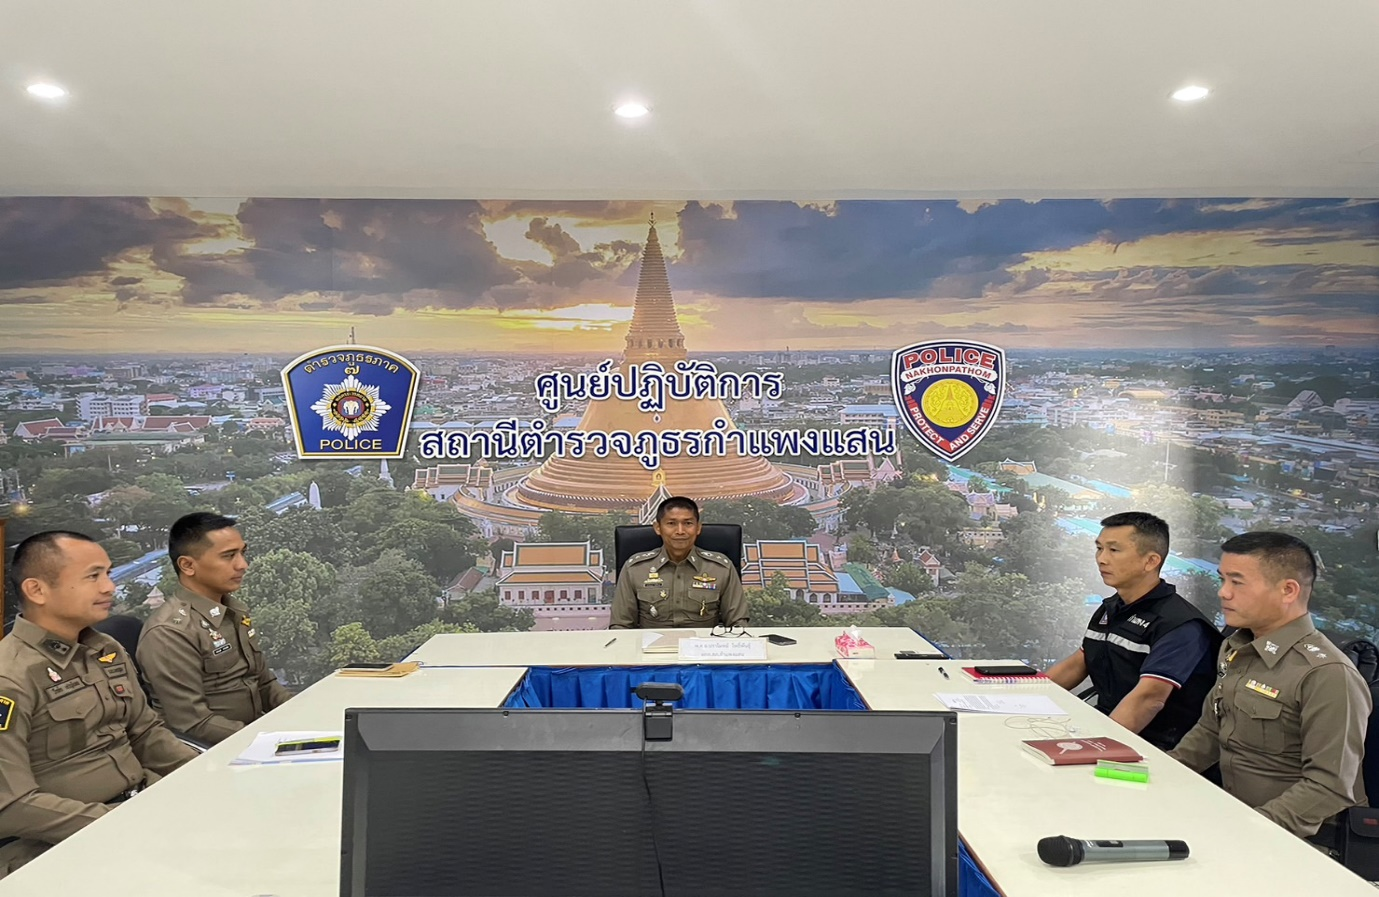 ตำรวจภูธรภาค
๗
POLICE
ศูนย์ปฏิบัติการ
สถานีตำรวจภูธรกำแพงแสน
POLICE
NAKHONPATHOM
PROTECT AND SERVE